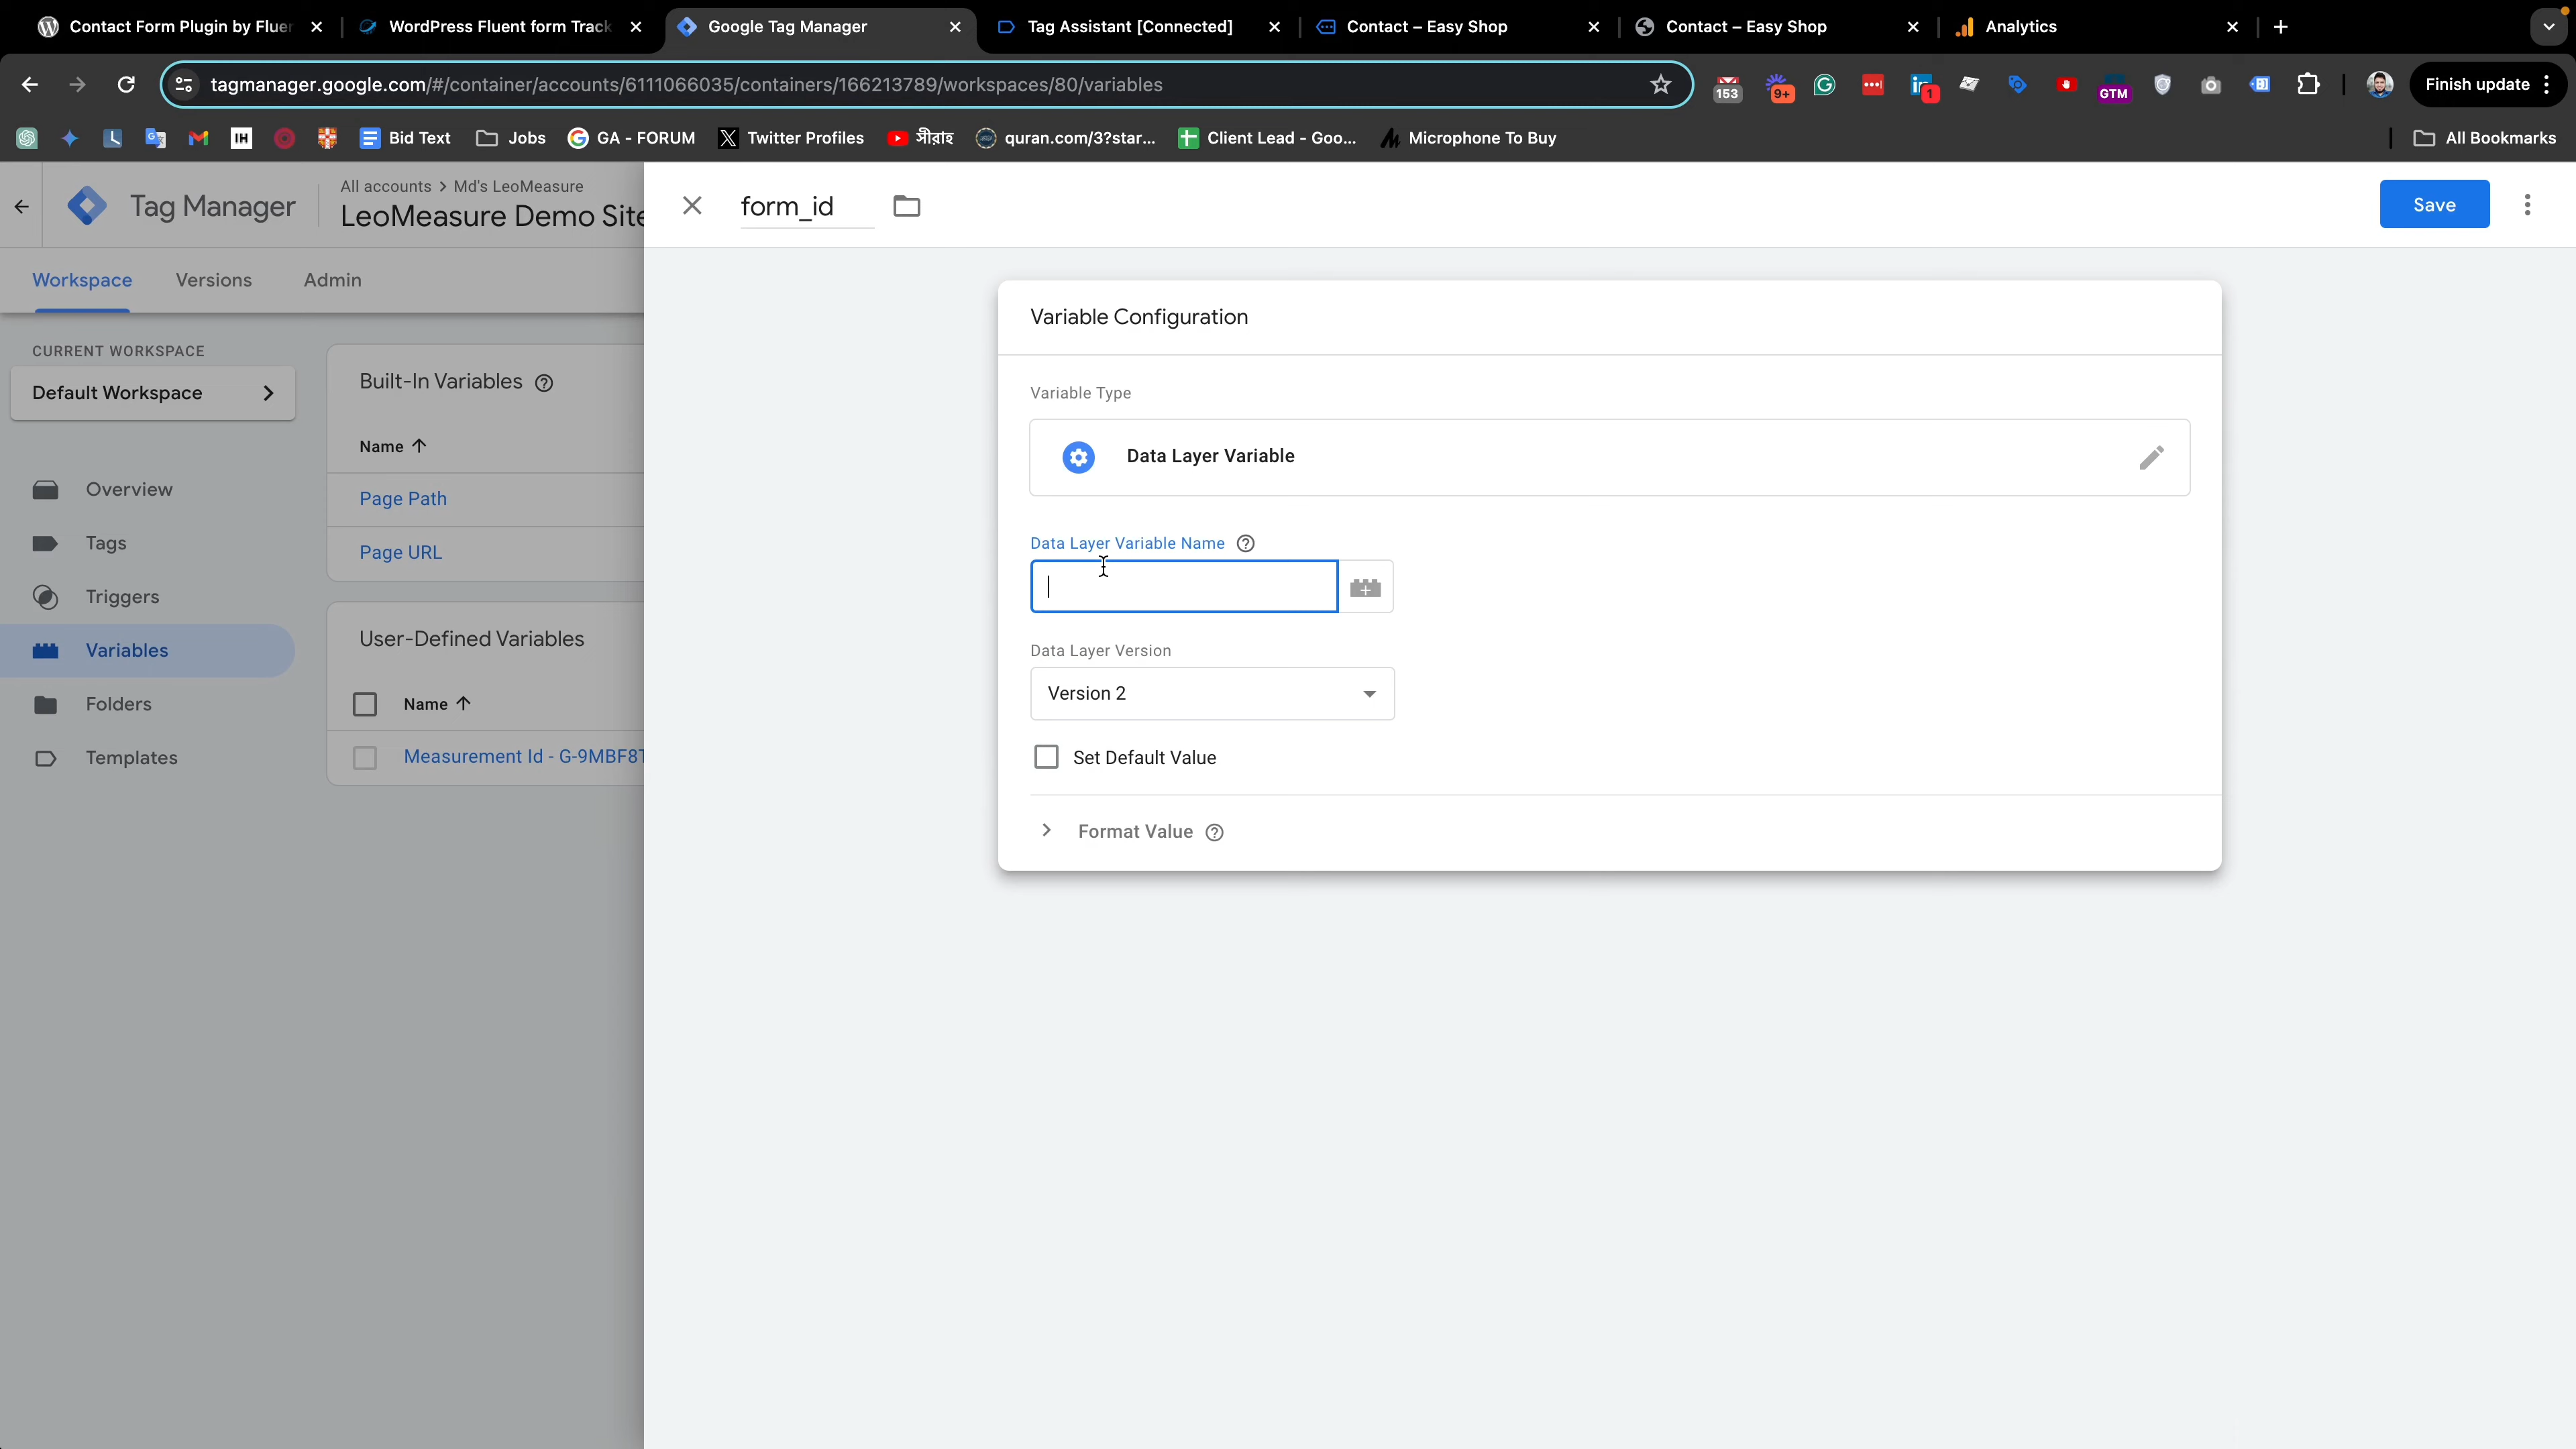 Contact Form Plugin by Fluer
WordPress Fluent form Track
Google Tag Manager
Tag Assistant [Connected]
Contact – Easy Shop
Contact – Easy Shop
Analytics
tagmanager.google.com/#/container/accounts/6111066035/containers/166213789/workspaces/80/variables
153
9+
1
GTM
Finish update
IH
Bid Text
Jobs
GA - FORUM
Twitter Profiles
সীরাহ
quran.com/3?star...
Client Lead - Goo...
Microphone To Buy
All Bookmarks
Tag Manager
All accounts > Md's LeoMeasure
LeoMeasure Demo Site
form_id
Save
Workspace
Versions
Admin
CURRENT WORKSPACE
Default Workspace
Overview
Tags
Triggers
Variables
Folders
Templates
Built-In Variables
Name
Page Path
Page URL
User-Defined Variables
Name
Measurement Id - G-9MBF8T
Variable Configuration
Variable Type
Data Layer Variable
Data Layer Variable Name
Data Layer Version
Version 2
Set Default Value
Format Value